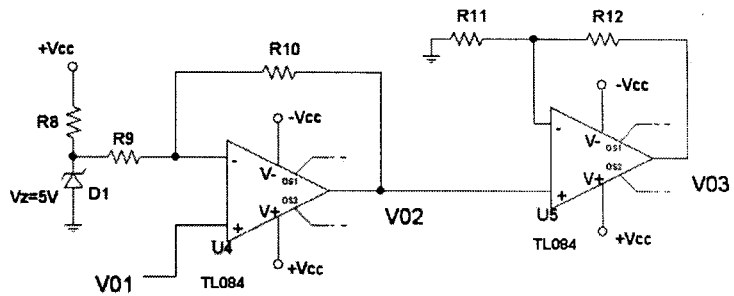 R11
R12
+Vcc
R10
R8
R9
-Vcc
-Vcc
-
V-
OS1
OS2
V+
+
U4
-
V-
OS1
OS2
V+
+
U5
Vz=5V
D1
V02
V03
V01
TL084
+Vcc
TL084
+Vcc